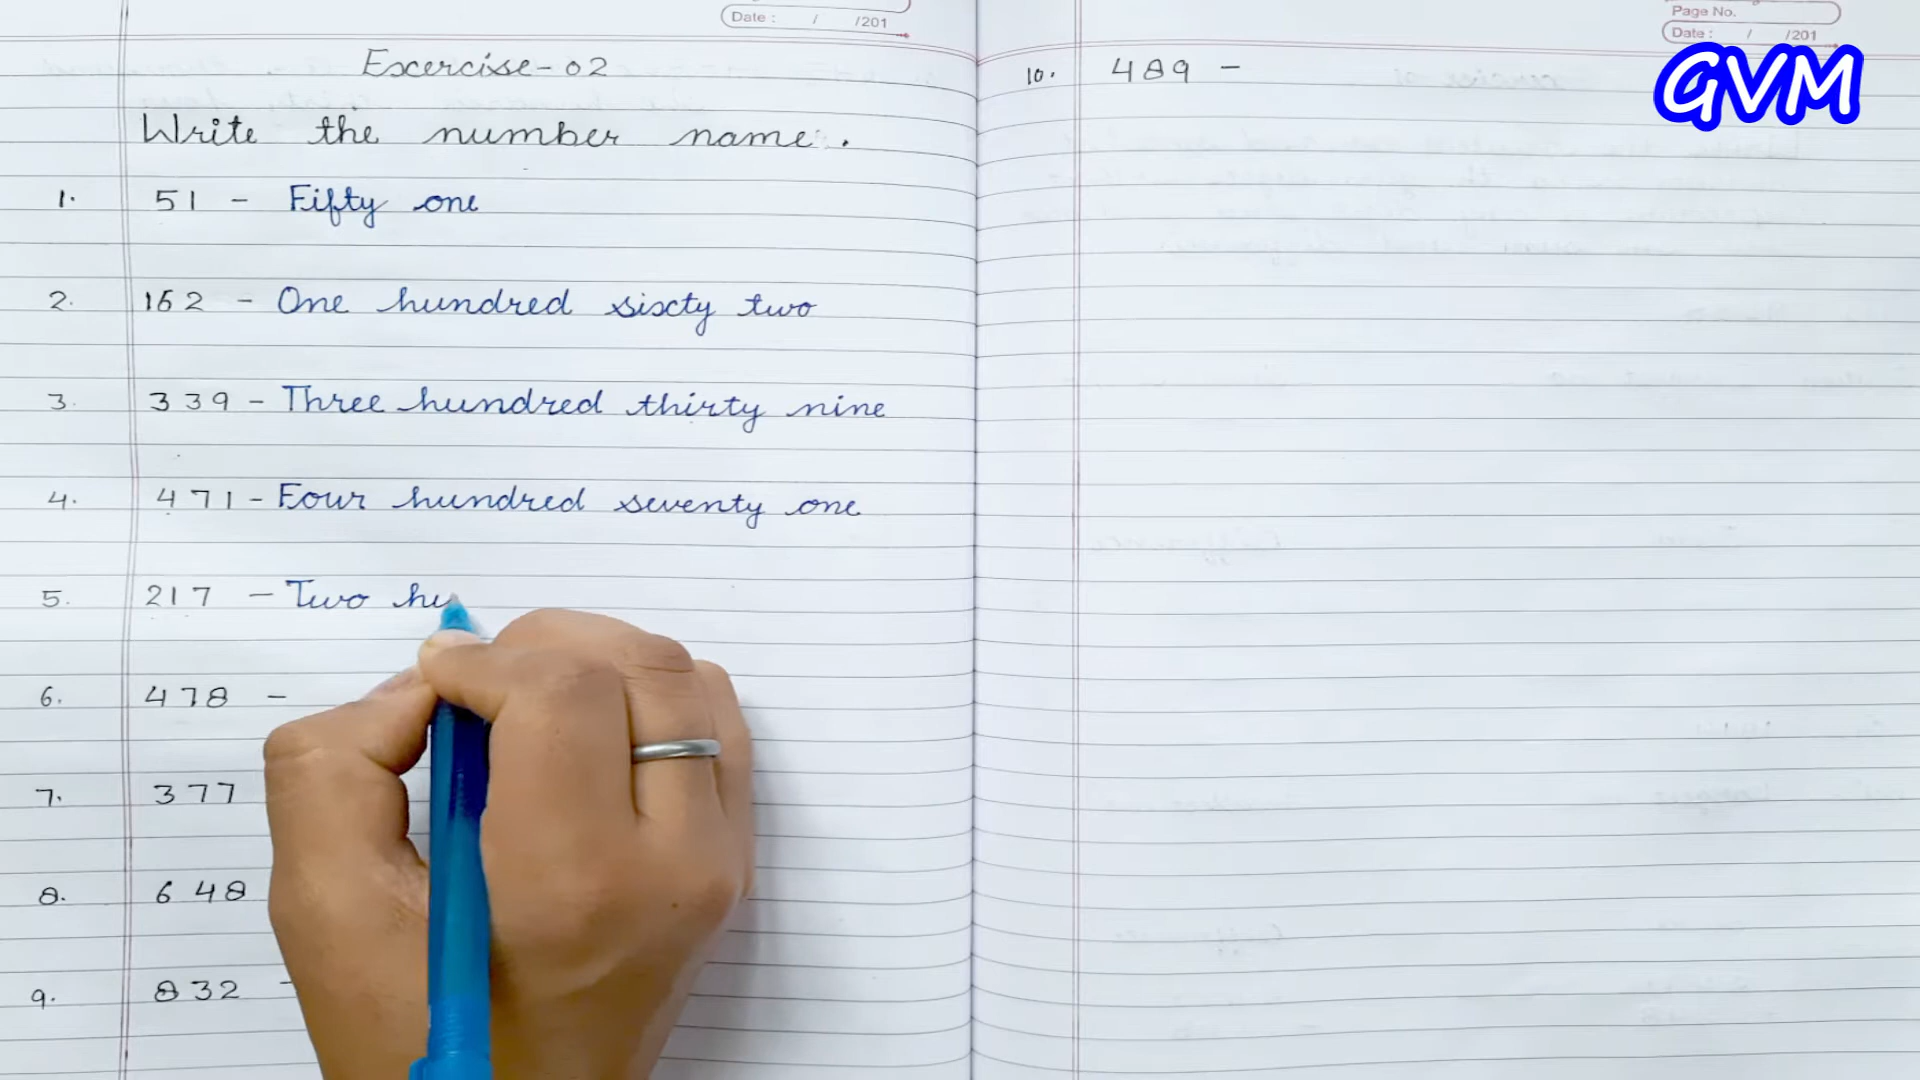 Date : / /201
Excercise-02
Write the number name.
1. 51 - Fifty one
2. 162 - One hundred sixty two
3. 339 - Three hundred thirty nine
4. 471 - Four hundred seventy one
5. 217 - Two hu
6. 478 -
7. 377
8. 648
9. 832 -
Page No.
Date : / /201
GVM
10. 489 -